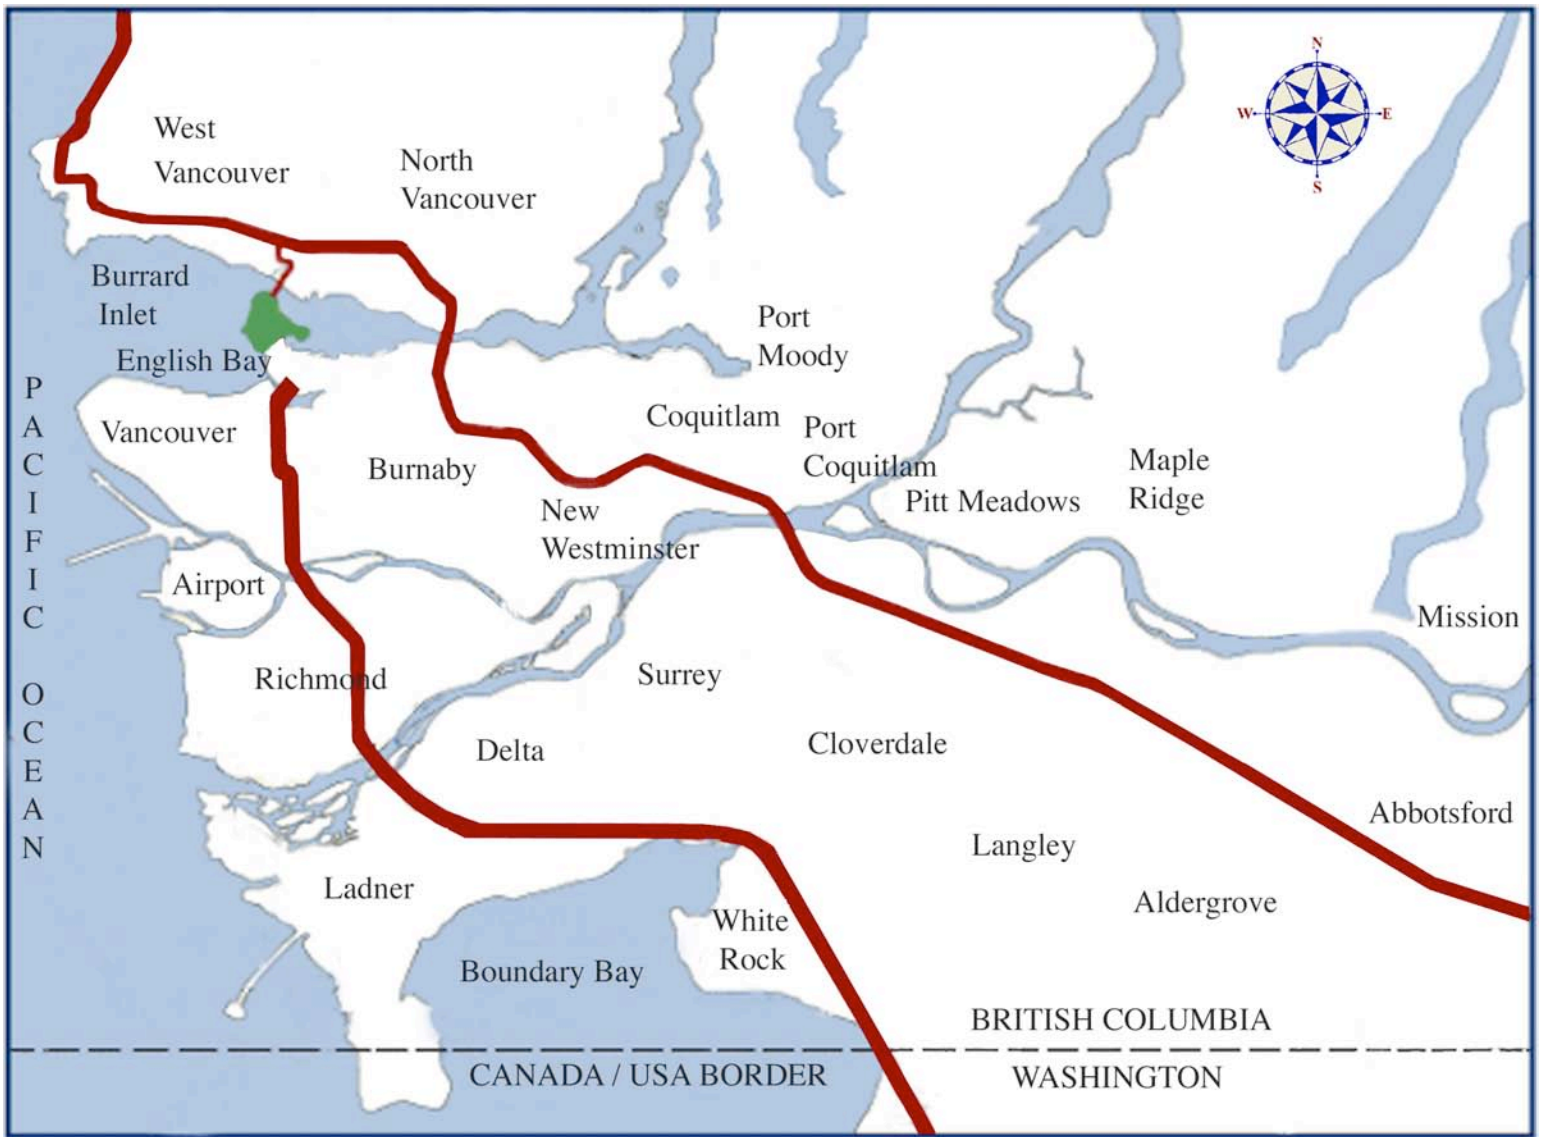 N
W
E
S
West
Vancouver
North
Vancouver
Burrard
Inlet
English Bay
Port
Moody
PACIFIC OCEAN
Vancouver
Burnaby
Coquitlam
Port
Coquitlam
Pitt Meadows
Maple
Ridge
New
Westminster
Airport
Mission
Richmond
Surrey
Delta
Cloverdale
Abbotsford
Langley
Ladner
Aldergrove
White
Rock
Boundary Bay
BRITISH COLUMBIA
CANADA / USA BORDER
WASHINGTON